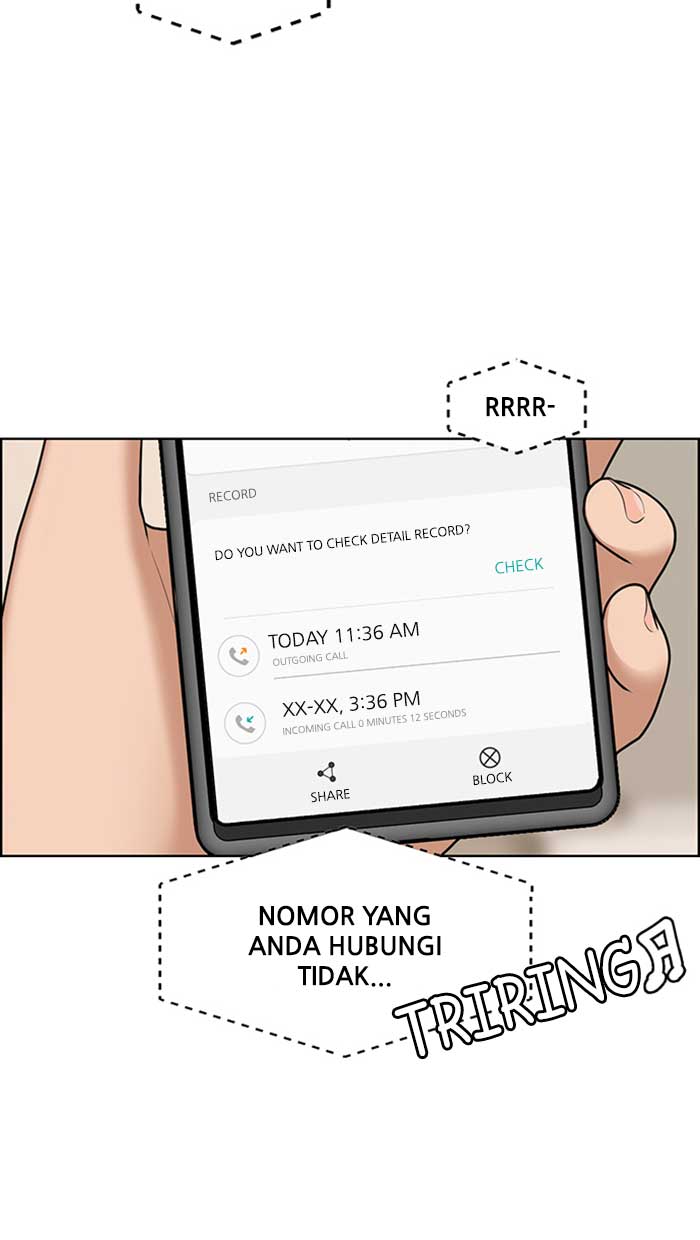 RRRR-
RECORD
DO YOU WANT TO CHECK DETAIL RECORD?
CHECK
TODAY 11:36 AM
OUTGOING CALL
XX-XX, 3:36 PM
INCOMING CALL 0 MINUTES 12 SECONDS
SHARE
BLOCK
NOMOR YANG
ANDA HUBUNGI
TIDAK...
TRIRING♫